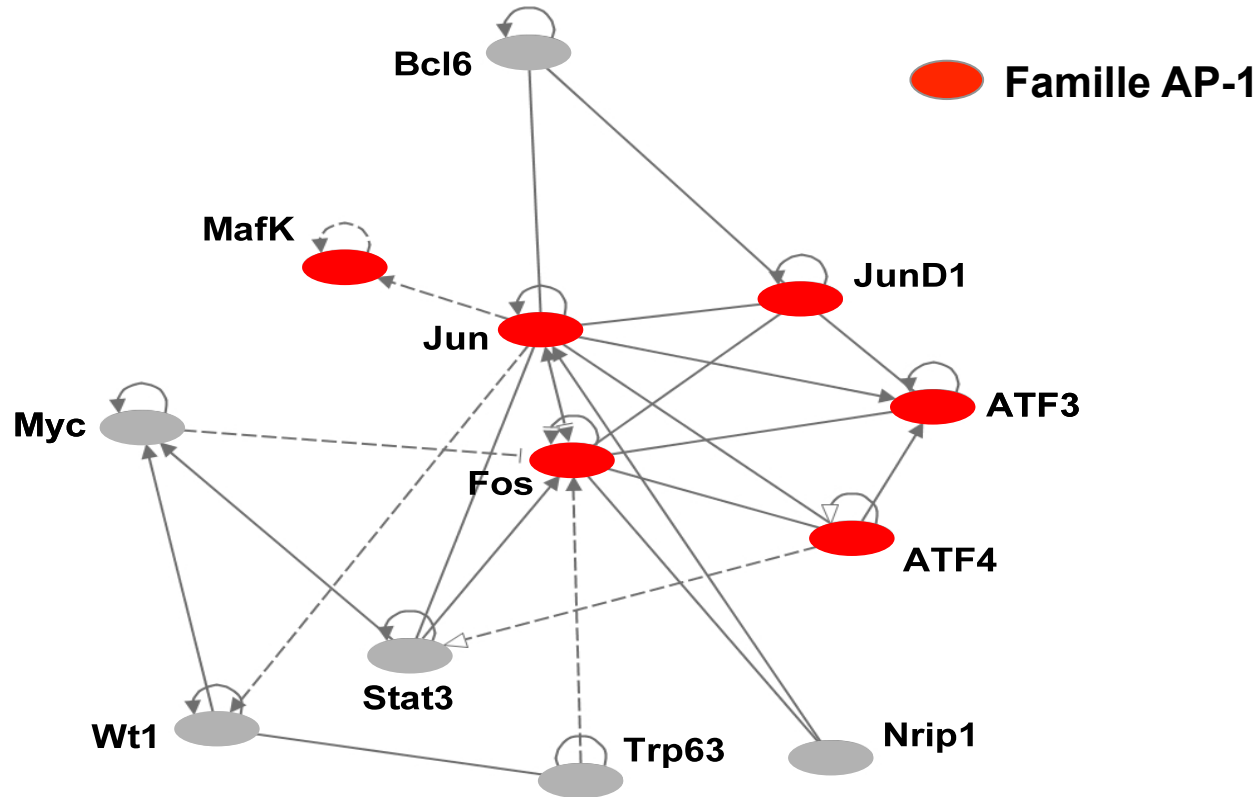 Bcl6
Famille AP-1
MafK
JunD1
Jun
ATF3
Myc
Fos
ATF4
Stat3
Wt1
Trp63
Nrip1